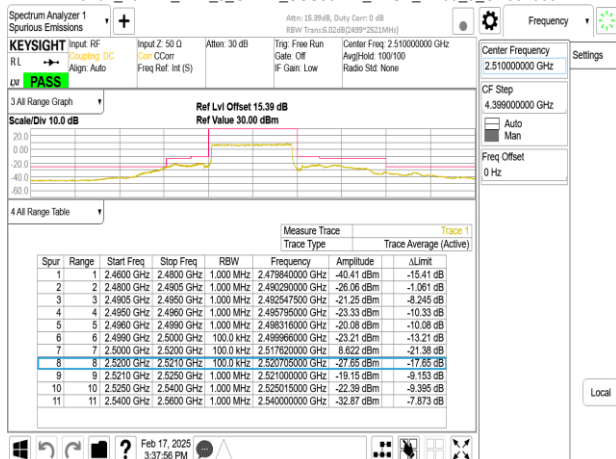 Spectrum Analyzer 1
Spurious Emissions
Attn: 15.39dB, Duty Corr: 0 dB
RBW Trans:6.02dB(2499~2521MHz)
Frequency
KEYSIGHT
Input: RF
Input Z: 50 Ω
Atten: 30 dB
Trig: Free Run
Center Freq: 2.510000000 GHz
RL
Coupling: DC
Corr CCorr
Gate: Off
Avg|Hold: 100/100
Align: Auto
Freq Ref: Int (S)
IF Gain: Low
Radio Std: None
LXI
PASS
Center Frequency
2.510000000 GHz
Settings
CF Step
4.399000000 GHz
Auto
Man
Freq Offset
0 Hz
3 All Range Graph
Ref Lvl Offset 15.39 dB
Scale/Div 10.0 dB
Ref Value 30.00 dBm
20.0
0.00
-20.0
-40.0
-60.0
4 All Range Table
Measure Trace Trace 1
Trace Type Trace Average (Active)
Spur Range Start Freq Stop Freq RBW Frequency Amplitude ΔLimit
1 1 2.4600 GHz 2.4800 GHz 1.000 MHz 2.479840000 GHz -40.41 dBm -15.41 dB
2 2 2.4800 GHz 2.4905 GHz 1.000 MHz 2.490290000 GHz -26.06 dBm -1.061 dB
3 3 2.4905 GHz 2.4950 GHz 1.000 MHz 2.492547500 GHz -21.25 dBm -8.245 dB
4 4 2.4950 GHz 2.4960 GHz 1.000 MHz 2.495795000 GHz -23.33 dBm -10.33 dB
5 5 2.4960 GHz 2.4990 GHz 1.000 MHz 2.498316000 GHz -20.08 dBm -10.08 dB
6 6 2.4990 GHz 2.5000 GHz 100.0 kHz 2.499966000 GHz -23.21 dBm -13.21 dB
7 7 2.5000 GHz 2.5200 GHz 100.0 kHz 2.517620000 GHz 8.622 dBm -21.38 dB
8 8 2.5200 GHz 2.5210 GHz 100.0 kHz 2.520705000 GHz -27.65 dBm -17.65 dB
9 9 2.5210 GHz 2.5250 GHz 1.000 MHz 2.521000000 GHz -19.15 dBm -9.153 dB
10 10 2.5250 GHz 2.5400 GHz 1.000 MHz 2.525015000 GHz -22.39 dBm -9.395 dB
11 11 2.5400 GHz 2.5600 GHz 1.000 MHz 2.540000000 GHz -32.87 dBm -7.873 dB
Local
Feb 17, 2025
3:37:56 PM